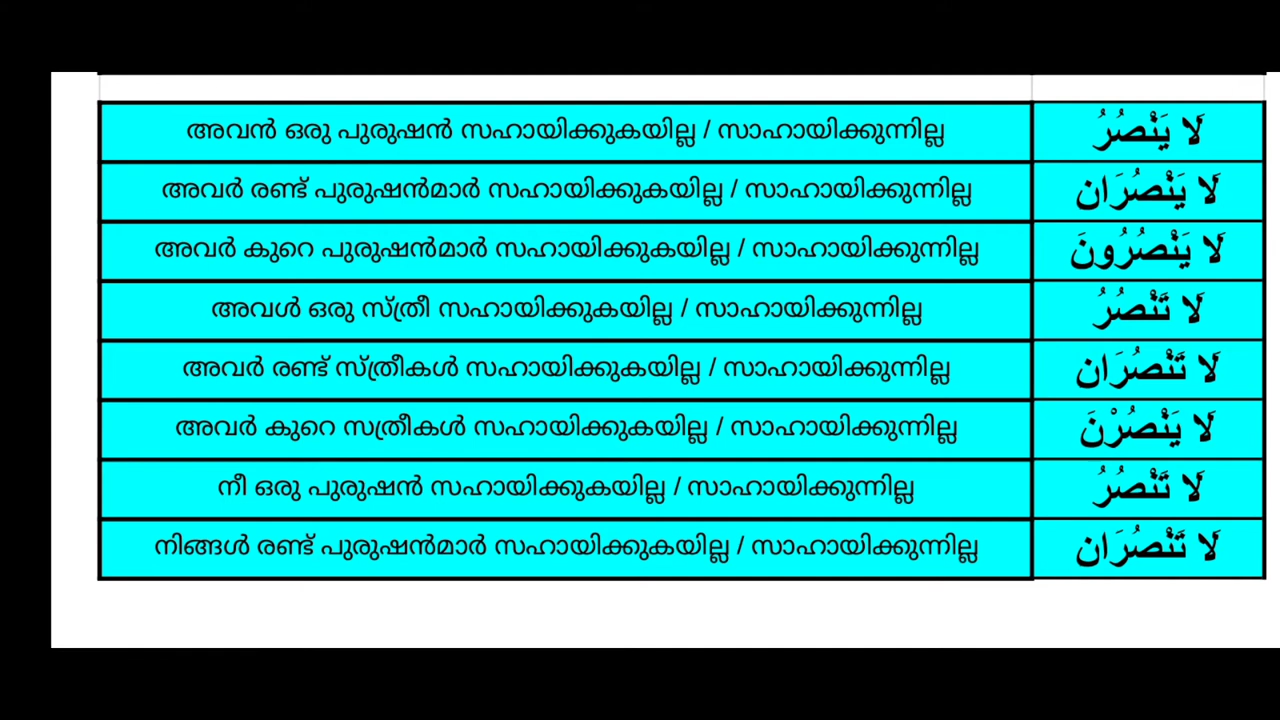 അവൻ ഒരു പുരുഷൻ സഹായിക്കുകയില്ല / സാഹായിക്കുന്നില്ല لَا يَنْصُرُ
അവർ രണ്ട് പുരുഷൻമാർ സഹായിക്കുകയില്ല / സാഹായിക്കുന്നില്ല لَا يَنْصُرَان
അവർ കുറെ പുരുഷൻമാർ സഹായിക്കുകയില്ല / സാഹായിക്കുന്നില്ല لَا يَنْصُرُونَ
അവൾ ഒരു സ്ത്രീ സഹായിക്കുകയില്ല / സാഹായിക്കുന്നില്ല لَا تَنْصُرُ
അവർ രണ്ട് സ്ത്രീകൾ സഹായിക്കുകയില്ല / സാഹായിക്കുന്നില്ല لَا تَنْصُرَان
അവർ കുറെ സത്രീകൾ സഹായിക്കുകയില്ല / സാഹായിക്കുന്നില്ല لَا يَنْصُرْنَ
നീ ഒരു പുരുഷൻ സഹായിക്കുകയില്ല / സാഹായിക്കുന്നില്ല لَا تَنْصُرُ
നിങ്ങൾ രണ്ട് പുരുഷൻമാർ സഹായിക്കുകയില്ല / സാഹായിക്കുന്നില്ല لَا تَنْصُرَان